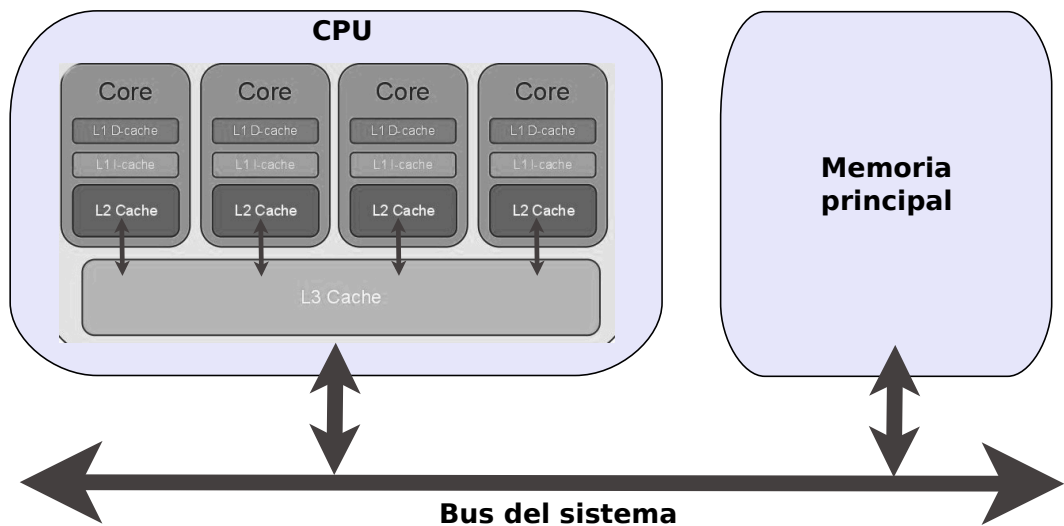 CPU
Core
Core
Core
Core
L1 D-cache
L1 D-cache
L1 D-cache
L1 D-cache
L1 I-cache
L1 I-cache
L1 I-cache
L1 I-cache
L2 Cache
L2 Cache
L2 Cache
L2 Cache
L3 Cache
Memoria
principal
Bus del sistema